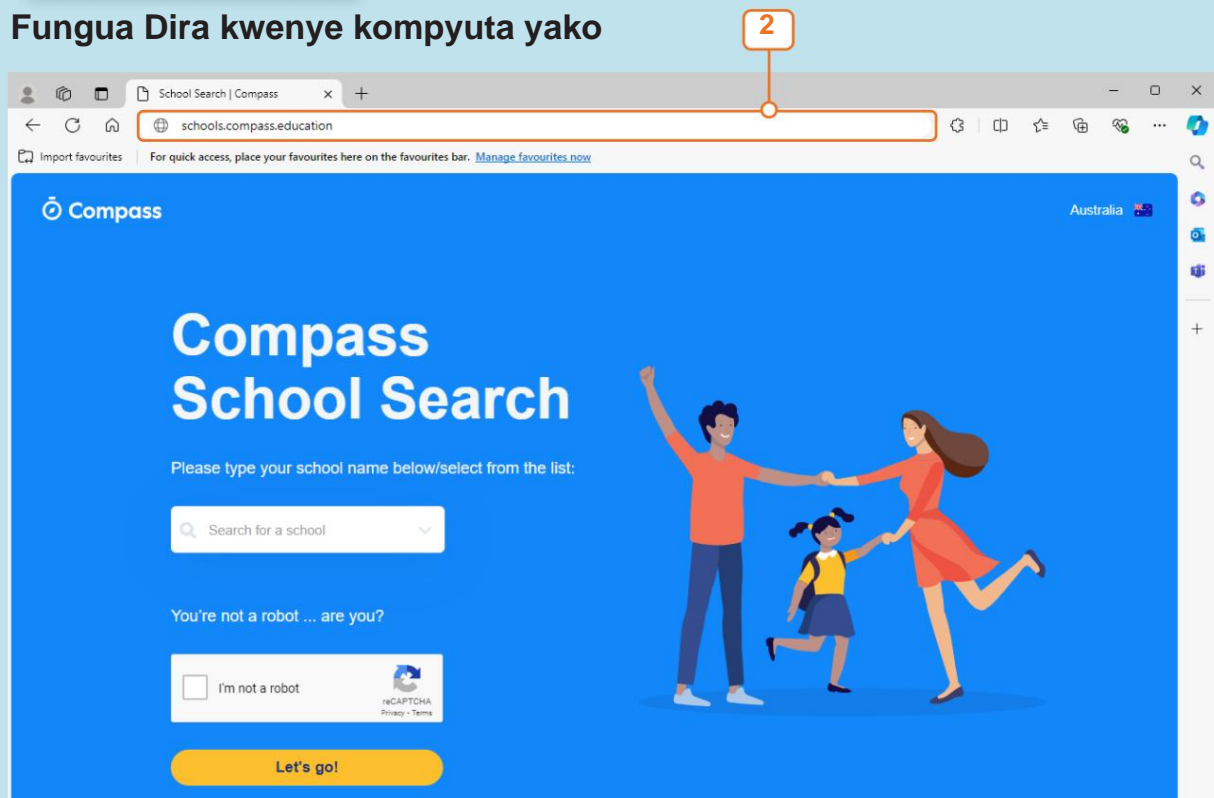 Fungua Dira kwenye kompyuta yako
2
School Search | Compass
schools.compass.education
Import favourites
For quick access, place your favourites here on the favourites bar. Manage favourites now
Compass
Australia
Compass
School Search
Please type your school name below/select from the list:
Search for a school
You're not a robot ... are you?
I'm not a robot
reCAPTCHA
Privacy - Terms
Let's go!